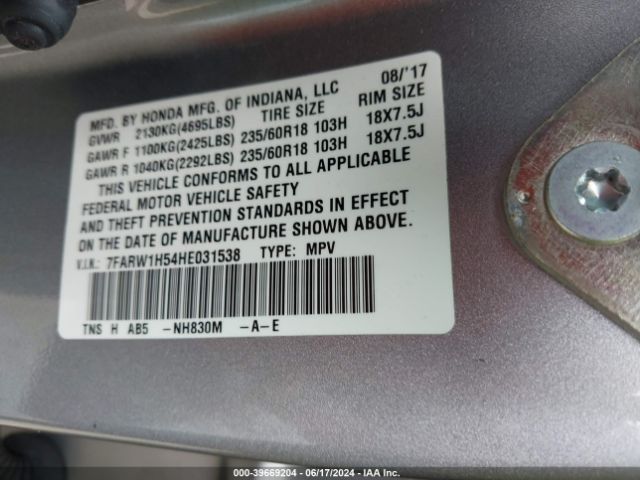 MFD. BY HONDA MFG. OF INDIANA, LLC 08/'17
GVWR 2130KG(4695LBS) TIRE SIZE RIM SIZE
GAWR F 1100KG(2425LBS) 235/60R18 103H 18X7.5J
GAWR R 1040KG(2292LBS) 235/60R18 103H 18X7.5J
THIS VEHICLE CONFORMS TO ALL APPLICABLE
FEDERAL MOTOR VEHICLE SAFETY
AND THEFT PREVENTION STANDARDS IN EFFECT
ON THE DATE OF MANUFACTURE SHOWN ABOVE.
V.I.N.: 7FARW1H54HE031538 TYPE: MPV
TNS H AB5 -NH830M -A-E
000-39669204 - 06/17/2024 - IAA Inc.